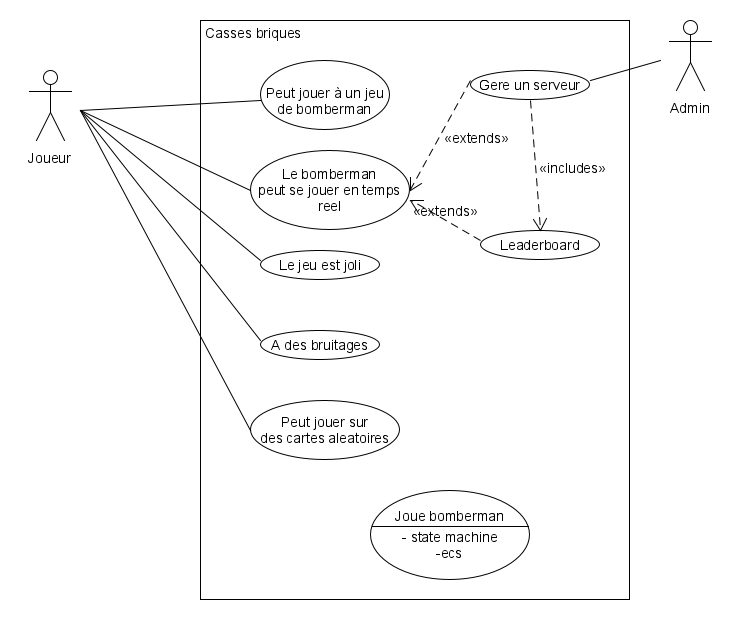 Casses briques
Admin
Joueur
Peut jouer à un jeu
de bomberman
Gere un serveur
«extends»
«includes»
Le bomberman
peut se jouer en temps
reel
«extends»
Leaderboard
Le jeu est joli
A des bruitages
Peut jouer sur
des cartes aleatoires
Joue bomberman
- state machine
-ecs